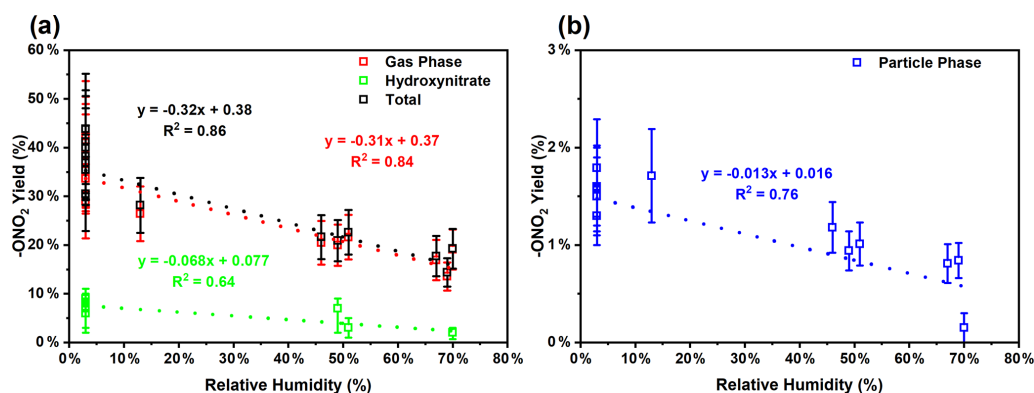 (a)
60 %
50 %
40 %
30 %
20 %
10 %
0 %
-ONO2 Yield (%)
Gas Phase
Hydroxynitrate
Total
y = -0.32x + 0.38
R² = 0.86
y = -0.31x + 0.37
R² = 0.84
y = -0.068x + 0.077
R² = 0.64
0 % 10 % 20 % 30 % 40 % 50 % 60 % 70 % 80 %
Relative Humidity (%)
(b)
3 %
2 %
1 %
0 %
-ONO2 Yield (%)
Particle Phase
y = -0.013x + 0.016
R² = 0.76
0 % 10 % 20 % 30 % 40 % 50 % 60 % 70 % 80 %
Relative Humidity (%)